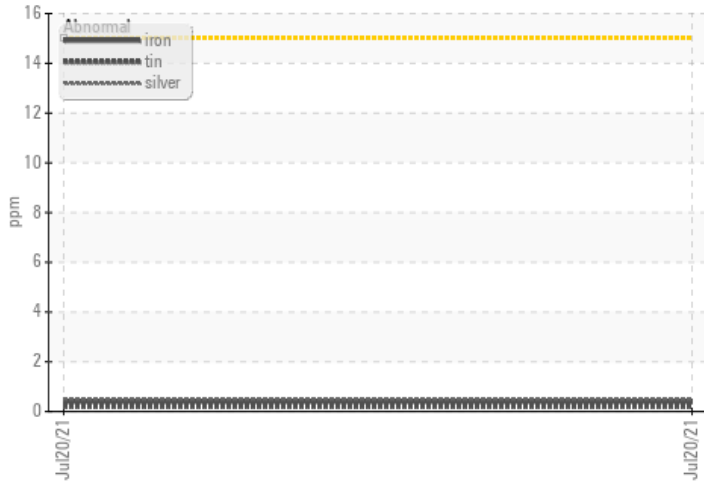 16
14
12
10
8
6
4
2
0
ppm
Abnormal
iron
tin
silver
Jul20/21
Jul20/21